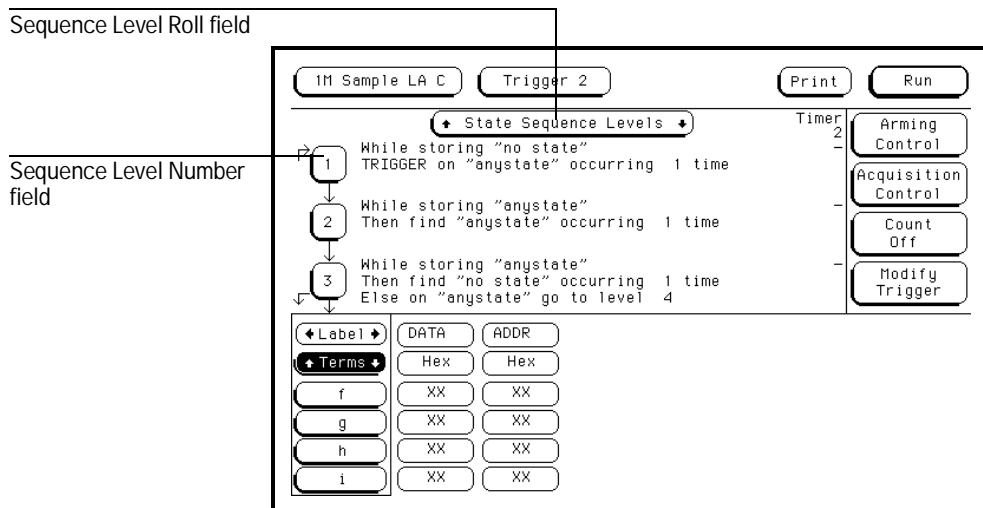 Sequence Level Roll field
1M Sample LA C
Trigger 2
Print
Run
State Sequence Levels
Timer
2
Arming
Control
While storing "no state"
1
TRIGGER on "anystate" occurring 1 time
-
Sequence Level Number
field
Acquisition
Control
While storing "anystate"
2
Then find "anystate" occurring 1 time
-
Count
Off
While storing "anystate"
3
Then find "no state" occurring 1 time
Else on "anystate" go to level 4
-
Modify
Trigger
Label
DATA
ADDR
Terms
Hex
Hex
f
XX
XX
g
XX
XX
h
XX
XX
i
XX
XX